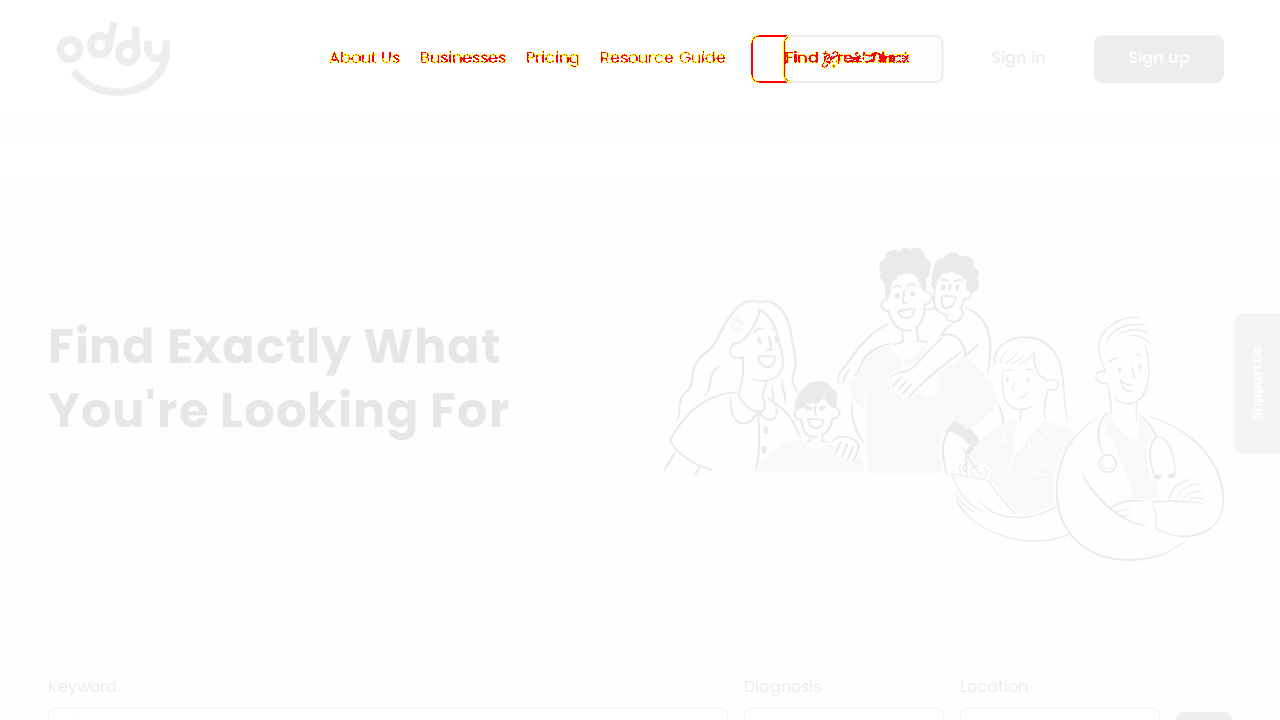 oddy
About Us Businesses Pricing Resource Guide Find Sign in Sign up
Find Exactly What
You're Looking For
Support Us
Keyword Diagnosis Location